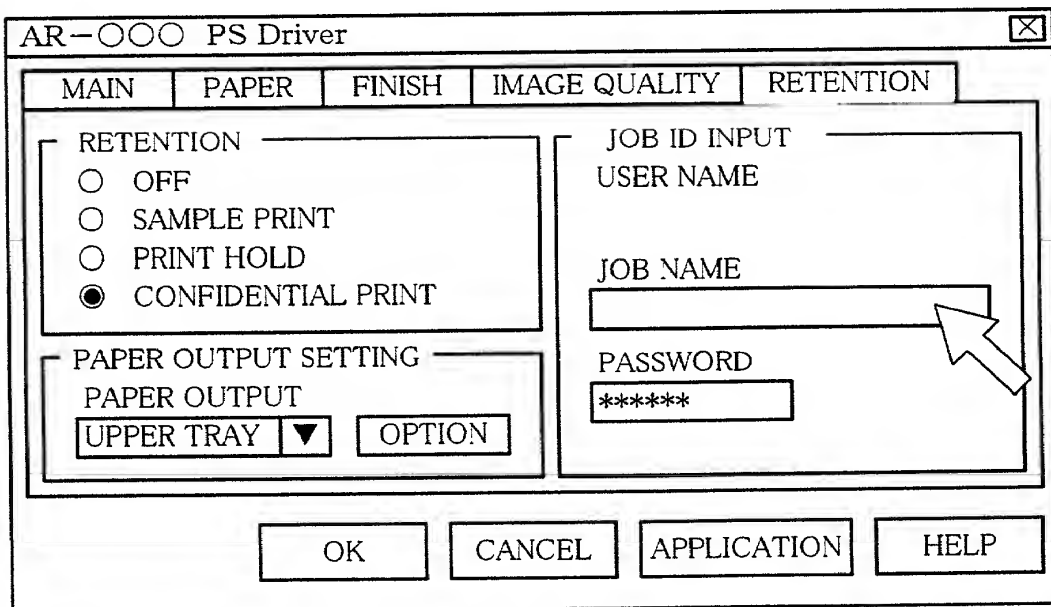 AR-○○○ PS Driver
MAIN PAPER FINISH IMAGE QUALITY RETENTION
RETENTION
○ OFF
○ SAMPLE PRINT
○ PRINT HOLD
◉ CONFIDENTIAL PRINT
PAPER OUTPUT SETTING
PAPER OUTPUT
UPPER TRAY ▼ OPTION
JOB ID INPUT
USER NAME
JOB NAME
PASSWORD
******
OK CANCEL APPLICATION HELP